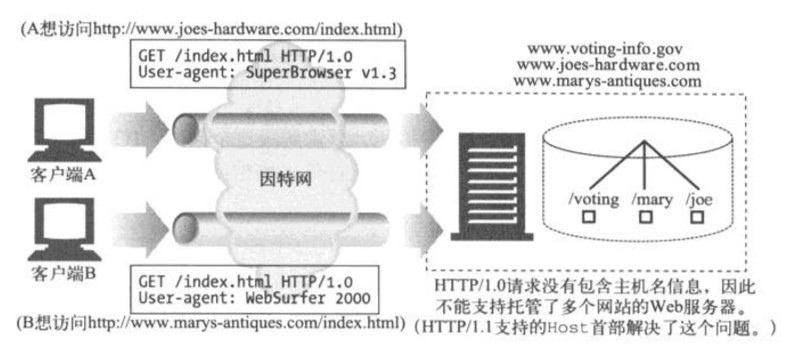 (A想访问http://www.joes-hardware.com/index.html)
GET /index.html HTTP/1.0
User-agent: SuperBrowser v1.3
www.voting-info.gov
www.joes-hardware.com
www.marys-antiques.com
客户端A
因特网
/voting /mary /joe
客户端B
GET /index.html HTTP/1.0
User-agent: WebSurfer 2000
(B想访问http://www.marys-antiques.com/index.html)
HTTP/1.0请求没有包含主机名信息，因此
不能支持托管了多个网站的Web服务器。
(HTTP/1.1支持的Host首部解决了这个问题。)